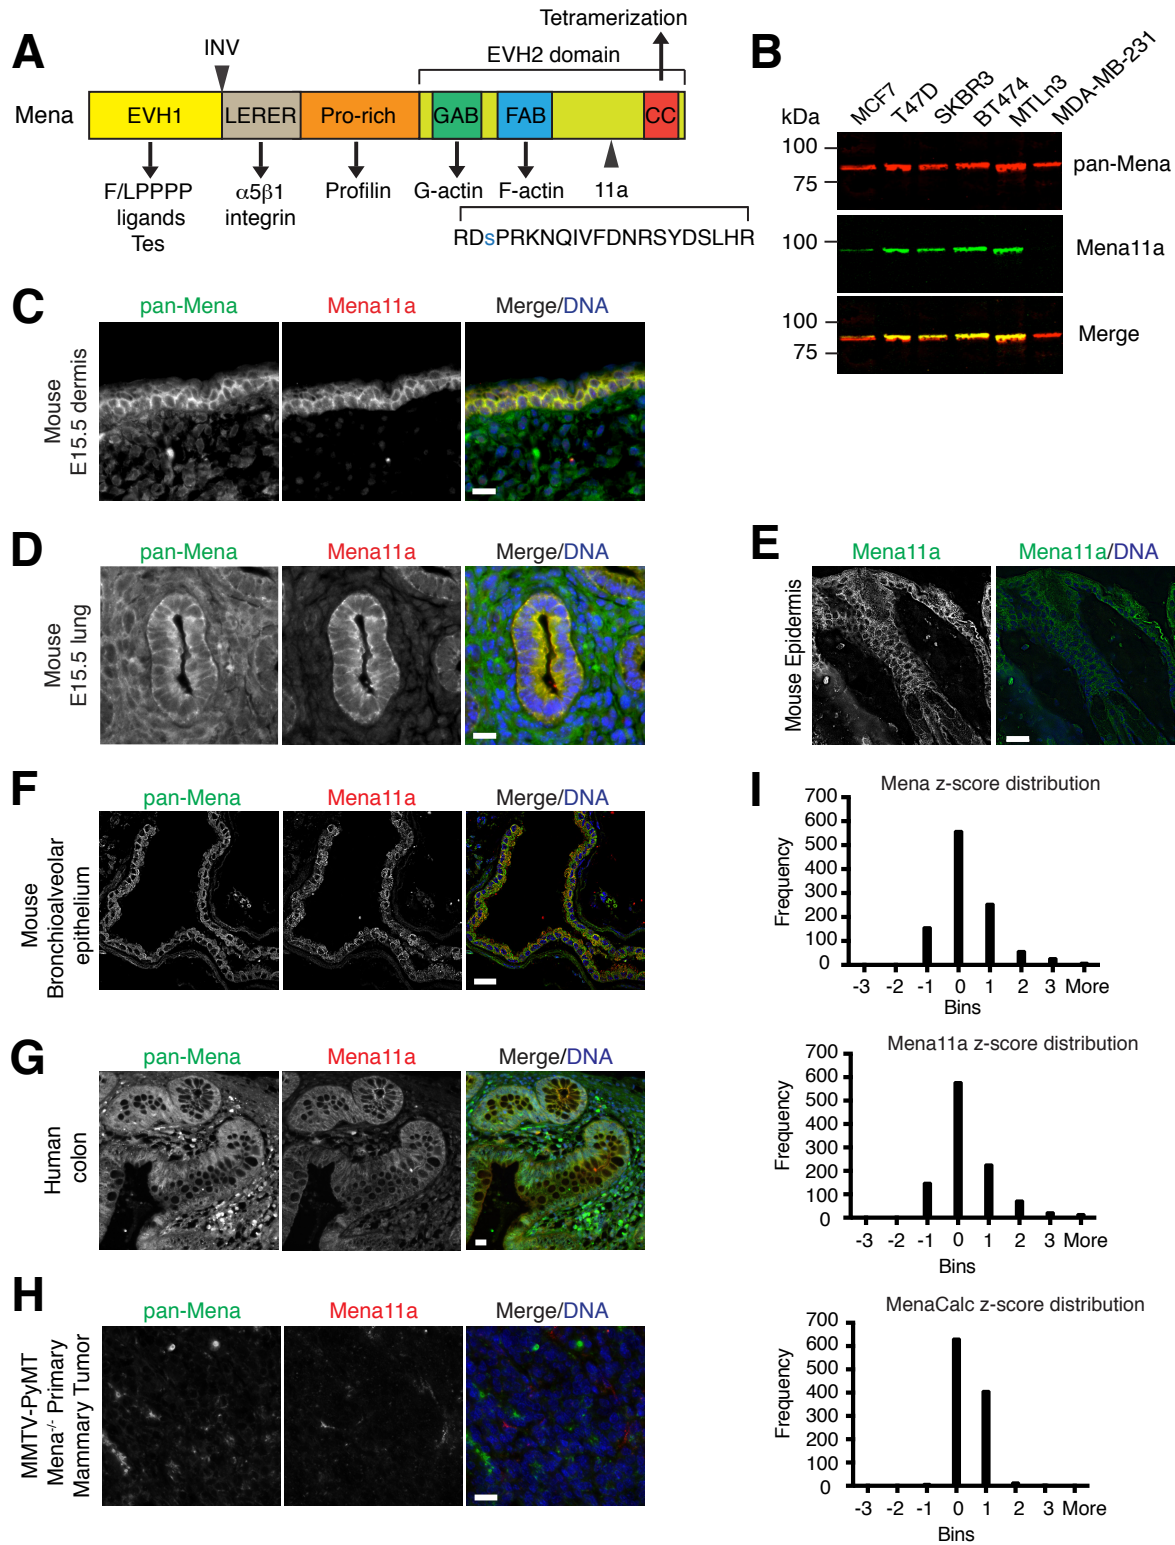 A
Tetramerization
INV
EVH2 domain
Mena
EVH1
LERER
Pro-rich
GAB
FAB
CC
F/LPPPP
ligands
Tes
α5β1
integrin
Profilin
G-actin
F-actin
11a
RDsPRKNQIVFDNRSYDSLHR
B
kDa
MCF7
T47D
SKBR3
BT474
MTLn3
MDA-MB-231
100
75
pan-Mena
100
Mena11a
100
75
Merge
C
pan-Mena
Mena11a
Merge/DNA
Mouse
E15.5 dermis
D
pan-Mena
Mena11a
Merge/DNA
Mouse
E15.5 lung
E
Mena11a
Mena11a/DNA
Mouse Epidermis
F
pan-Mena
Mena11a
Merge/DNA
Mouse
Bronchioalveolar
epithelium
G
pan-Mena
Mena11a
Merge/DNA
Human
colon
H
pan-Mena
Mena11a
Merge/DNA
MMTV-PyMT
Mena-/- Primary
Mammary Tumor
I
Mena z-score distribution
Frequency
700
600
500
400
300
200
100
0
-3 -2 -1 0 1 2 3 More
Bins
Mena11a z-score distribution
Frequency
700
600
500
400
300
200
100
0
-3 -2 -1 0 1 2 3 More
Bins
MenaCalc z-score distribution
Frequency
700
600
500
400
300
200
100
0
-3 -2 -1 0 1 2 3 More
Bins